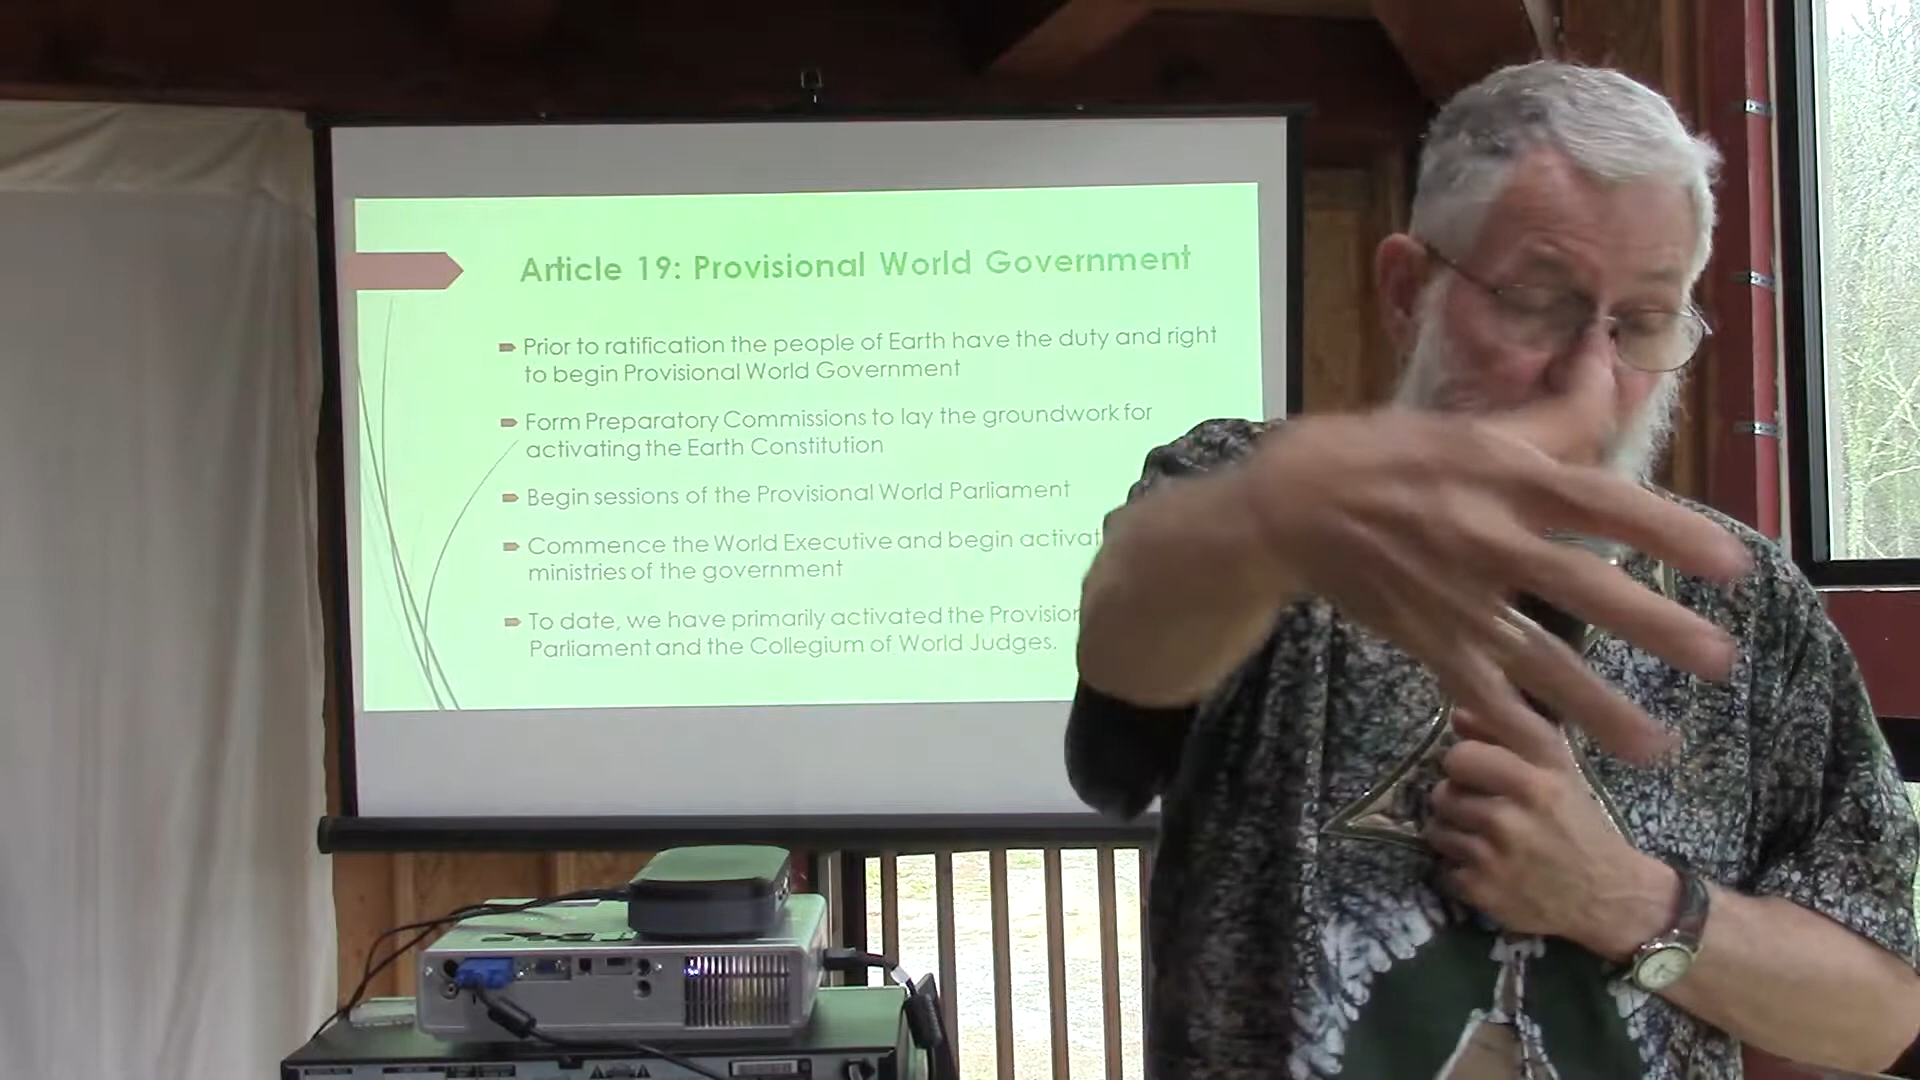 Article 19: Provisional World Government
Prior to ratification the people of Earth have the duty and right
to begin Provisional World Government
Form Preparatory Commissions to lay the groundwork for
activating the Earth Constitution
Begin sessions of the Provisional World Parliament
Commence the World Executive and begin activat
ministries of the government
To date, we have primarily activated the Provision
Parliament and the Collegium of World Judges.